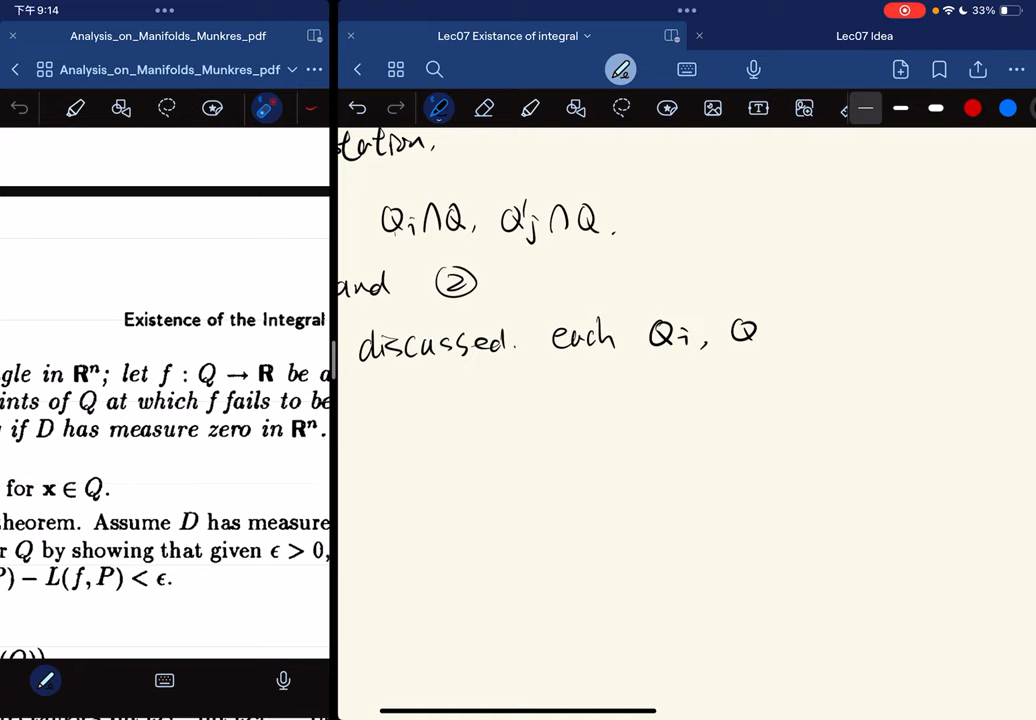 下午9:14
33%
Analysis_on_Manifolds_Munkres_pdf
Lec07 Existance of integral
Lec07 Idea
Analysis_on_Manifolds_Munkres_pdf
Existence of the Integral
gle in Rⁿ; let f : Q → R be a
ints of Q at which f fails to be
if D has measure zero in Rⁿ.
for x ∈ Q.
heorem. Assume D has measure
r Q by showing that given ϵ > 0,
P) – L(f, P) < ϵ.
tation.
Qi∩Q, Q'j∩Q.
and ②
discussed. each Qi, Q